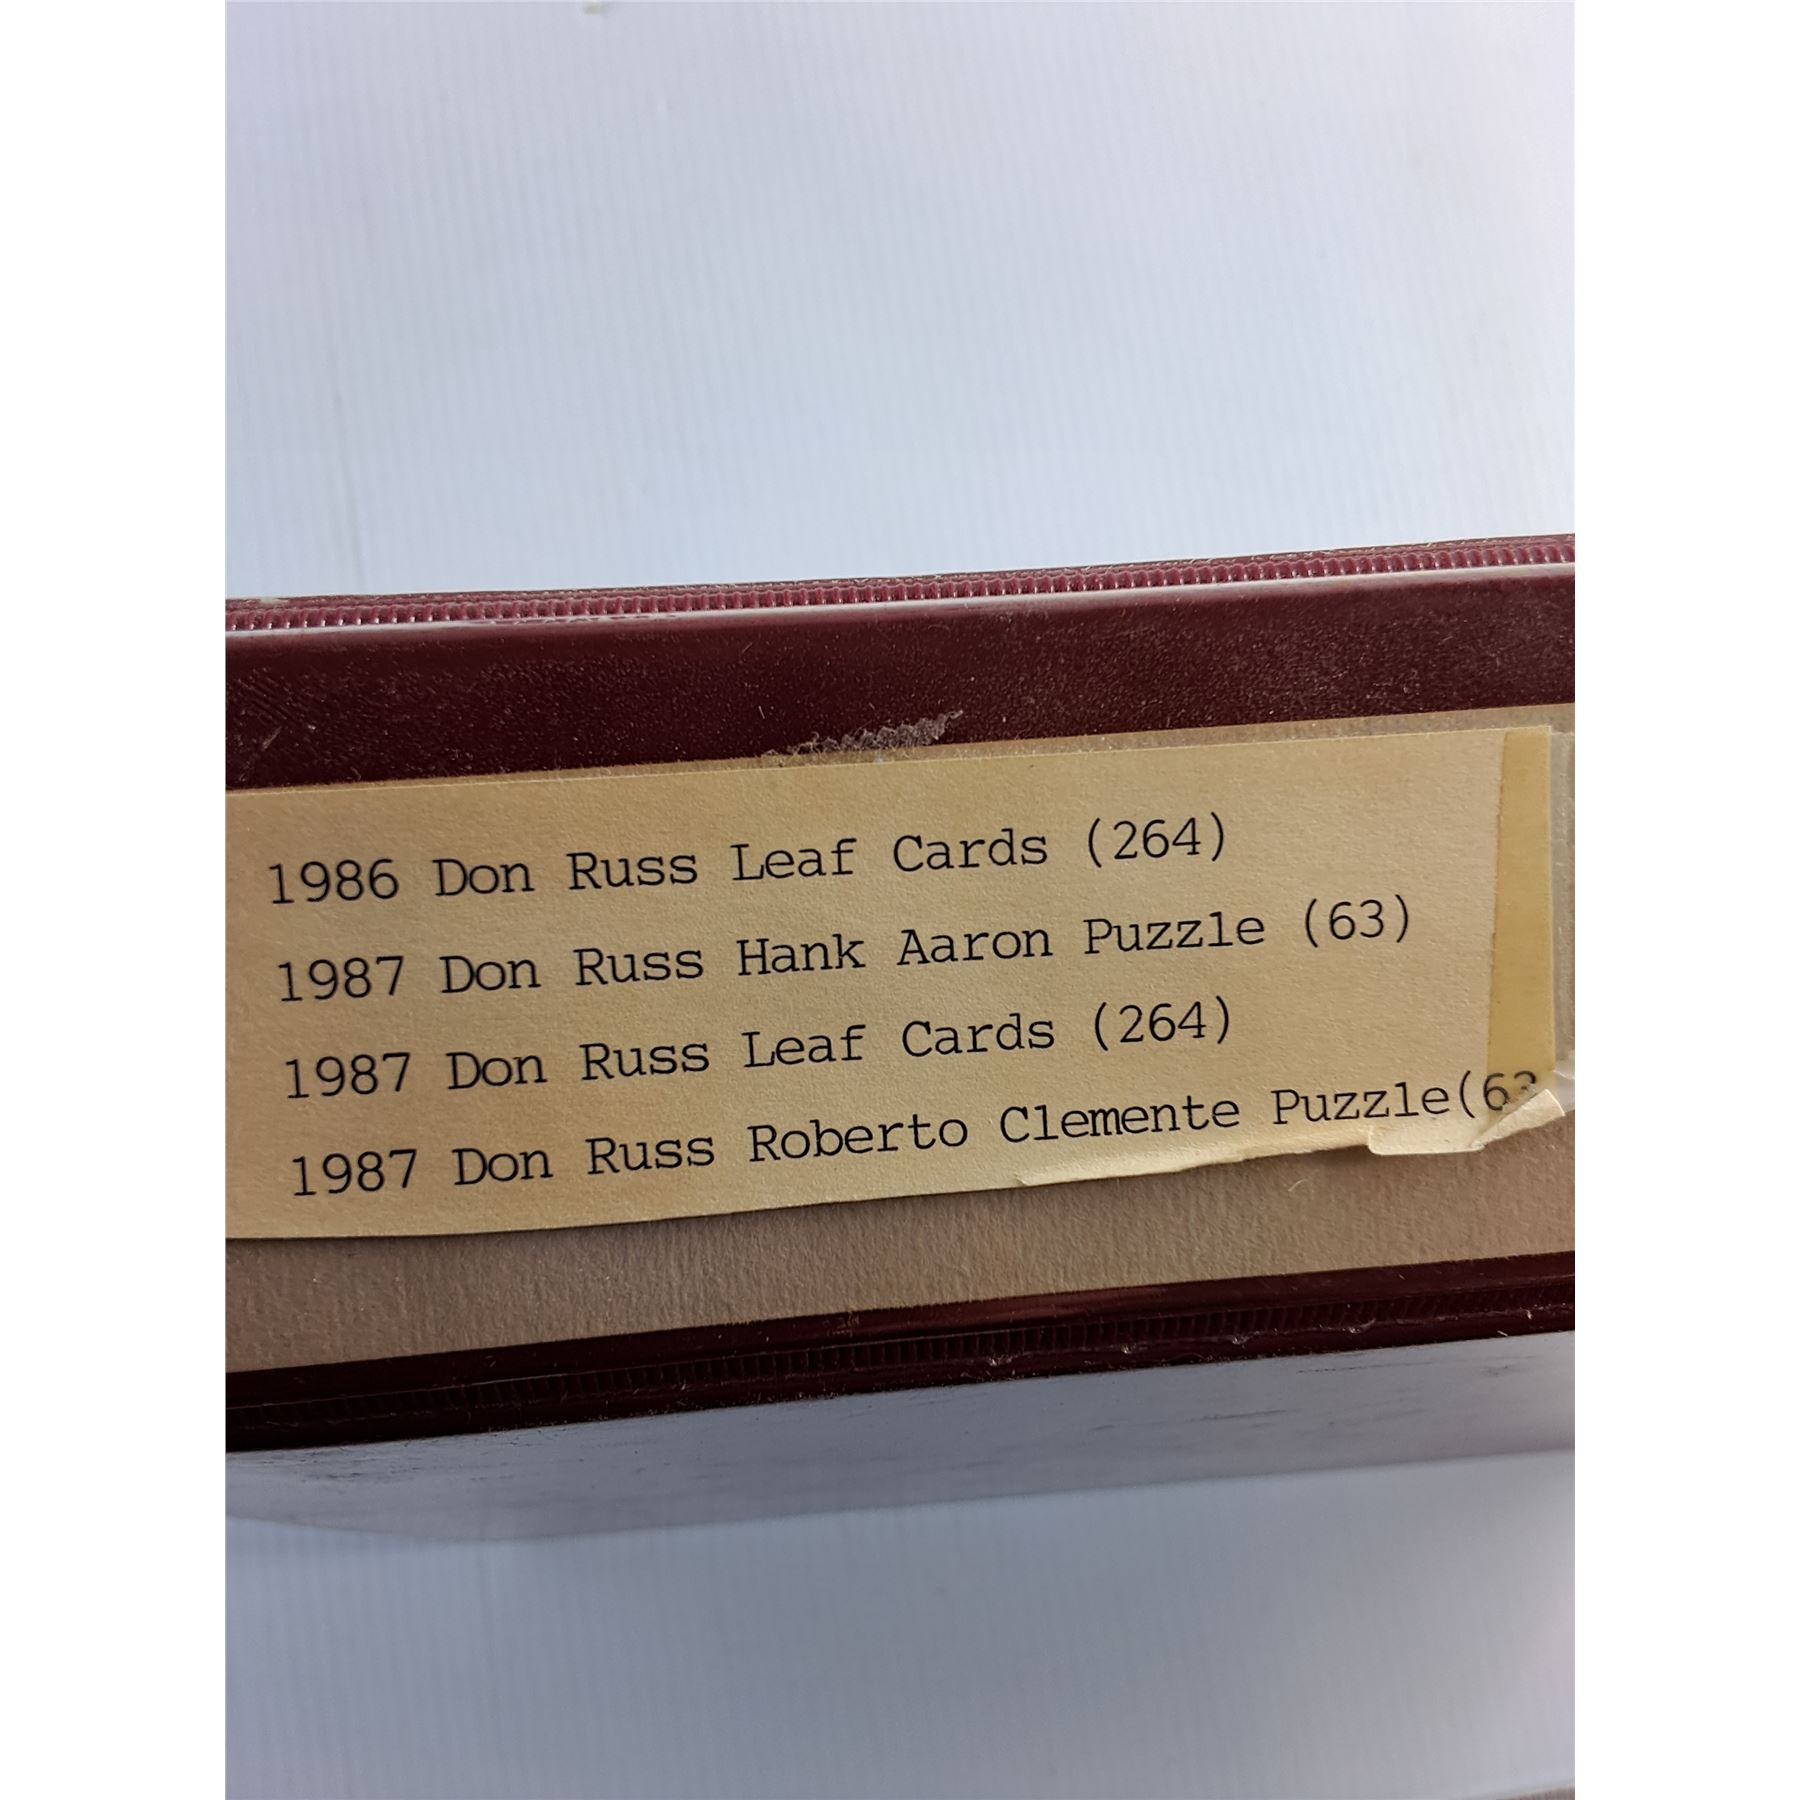 1986 Don Russ Leaf Cards (264)
1987 Don Russ Hank Aaron Puzzle (63)
1987 Don Russ Leaf Cards (264)
1987 Don Russ Roberto Clemente Puzzle(63